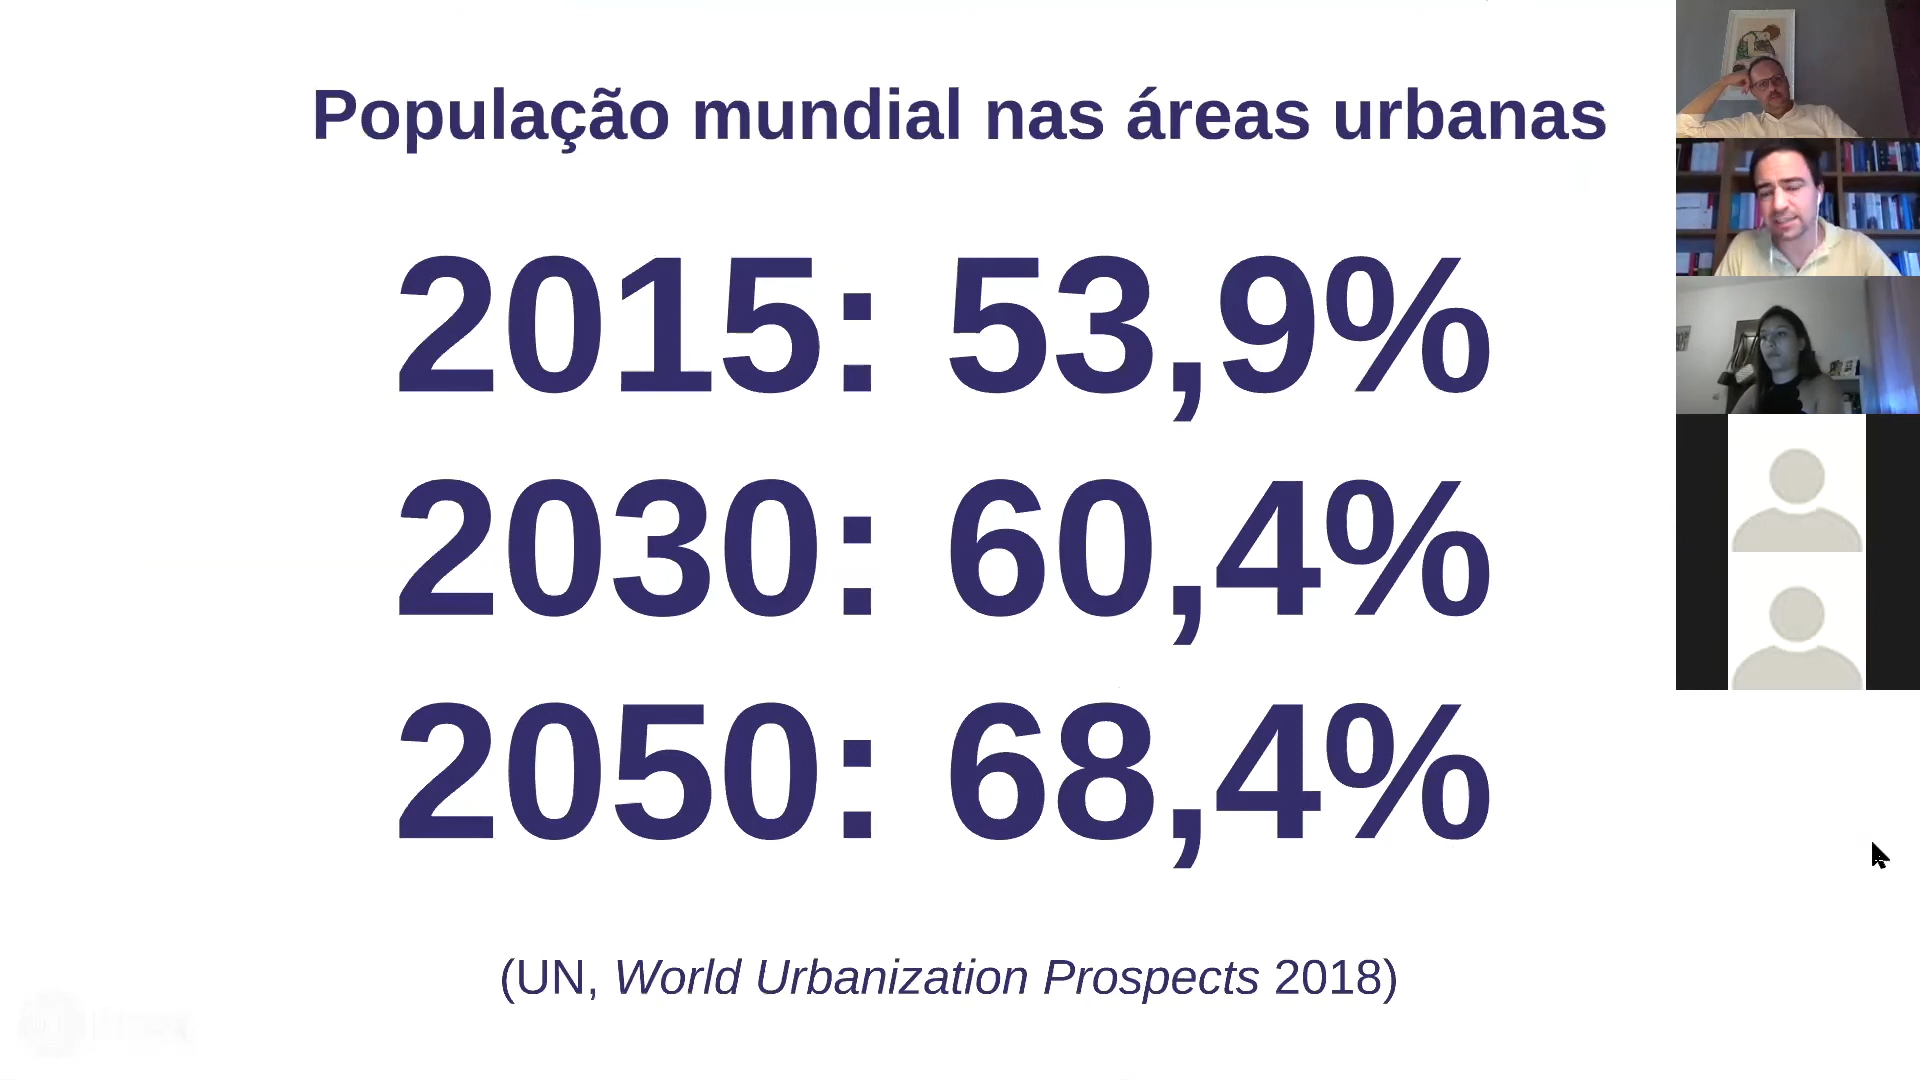 População mundial nas áreas urbanas
2015: 53,9%
2030: 60,4%
2050: 68,4%
(UN, World Urbanization Prospects 2018)